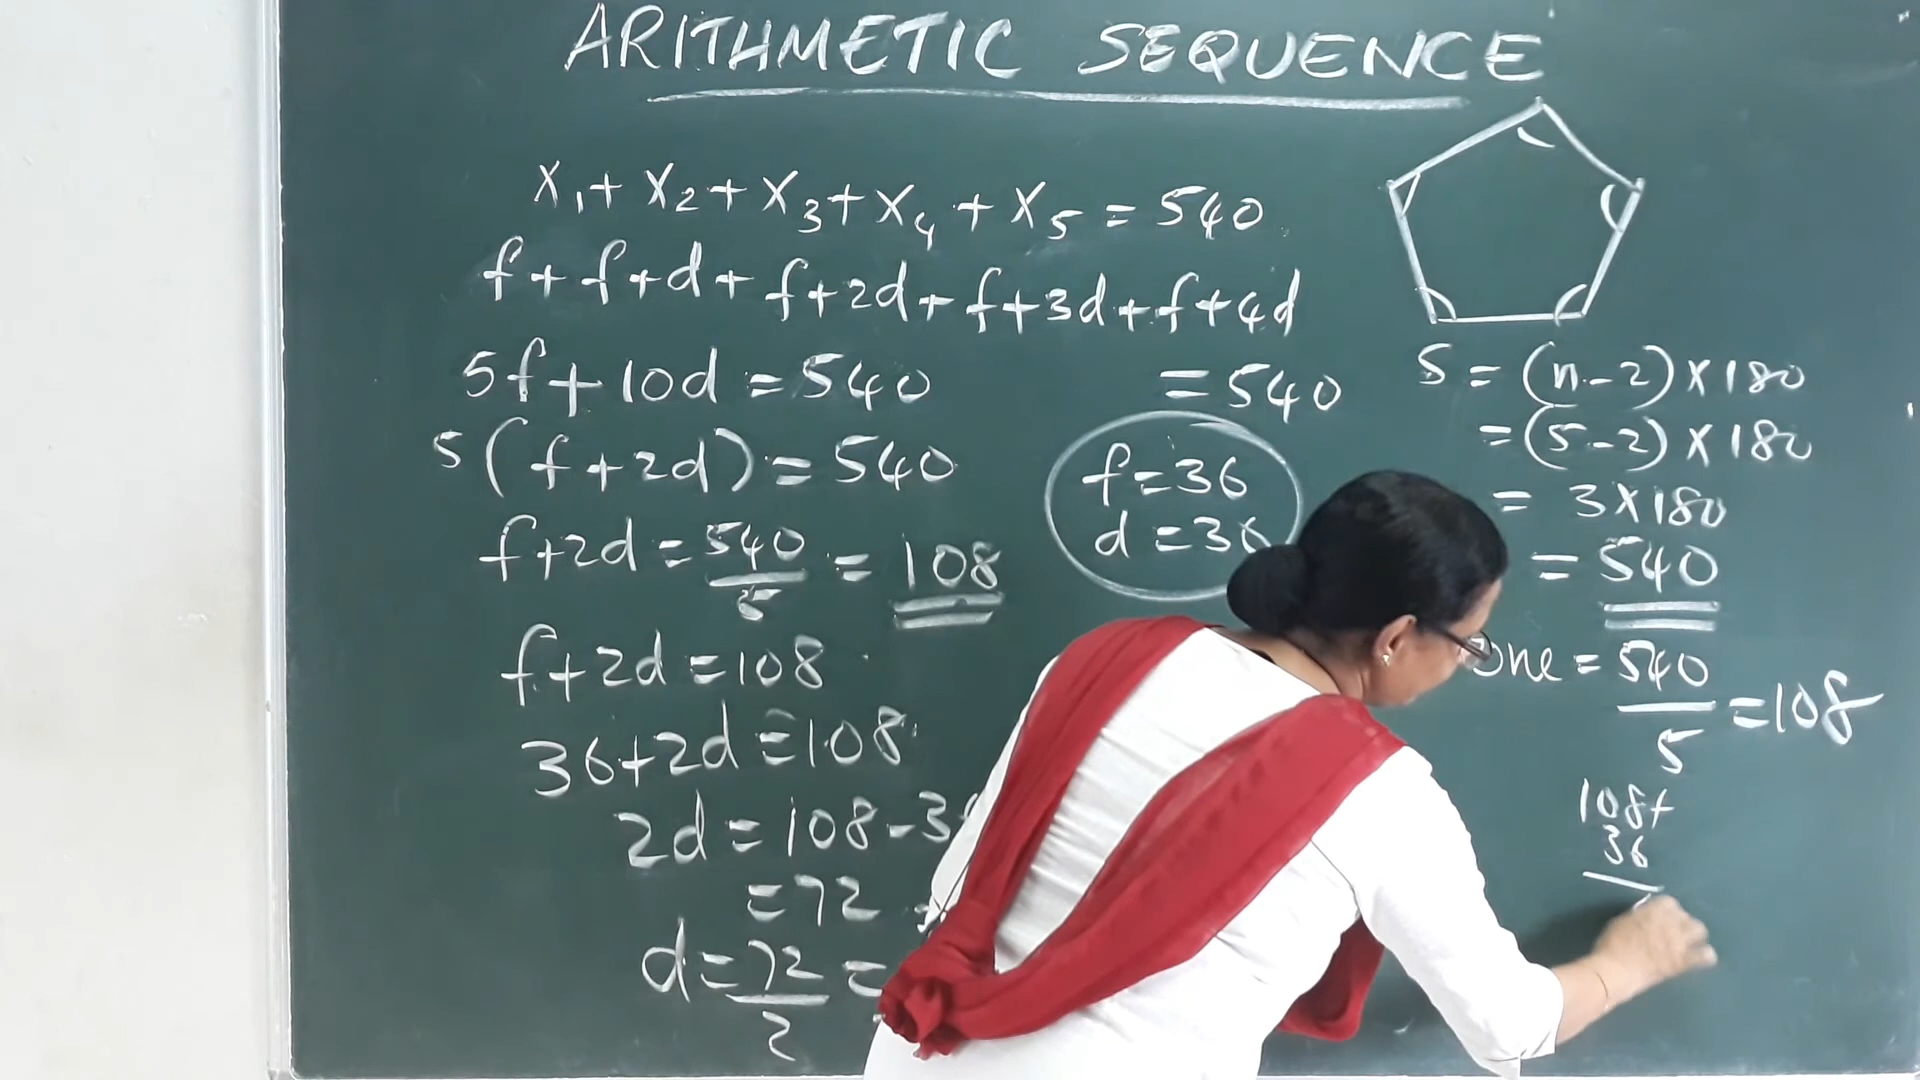 ARITHMETIC SEQUENCE
x₁ + x₂ + x₃ + x₄ + x₅ = 540
f + f+d + f+2d + f+3d + f+4d
= 540
5f + 10d = 540
5(f+2d) = 540
f+2d = 540/5 = 108
f+2d = 108
36+2d = 108
2d = 108-3
= 72
d = 72/2 =
f = 36
d = 36
S = (n-2)×180
= (5-2)×180
= 3×180
= 540
one = 540/5 = 108
108+
36